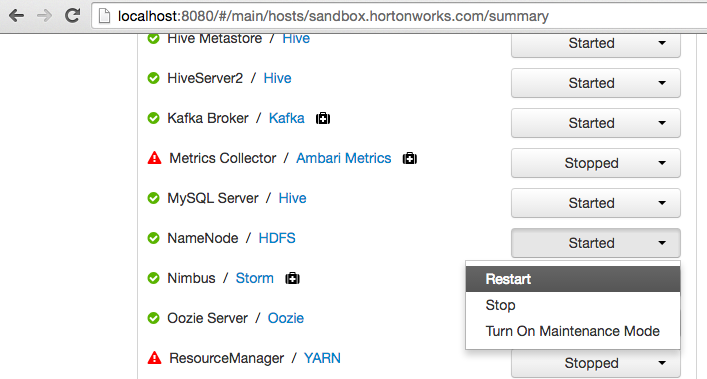 localhost:8080/#/main/hosts/sandbox.hortonworks.com/summary
Hive Metastore / Hive Started
HiveServer2 / Hive Started
Kafka Broker / Kafka Started
Metrics Collector / Ambari Metrics Stopped
MySQL Server / Hive Started
NameNode / HDFS Started
Nimbus / Storm
Restart
Stop
Turn On Maintenance Mode
Oozie Server / Oozie
ResourceManager / YARN Stopped